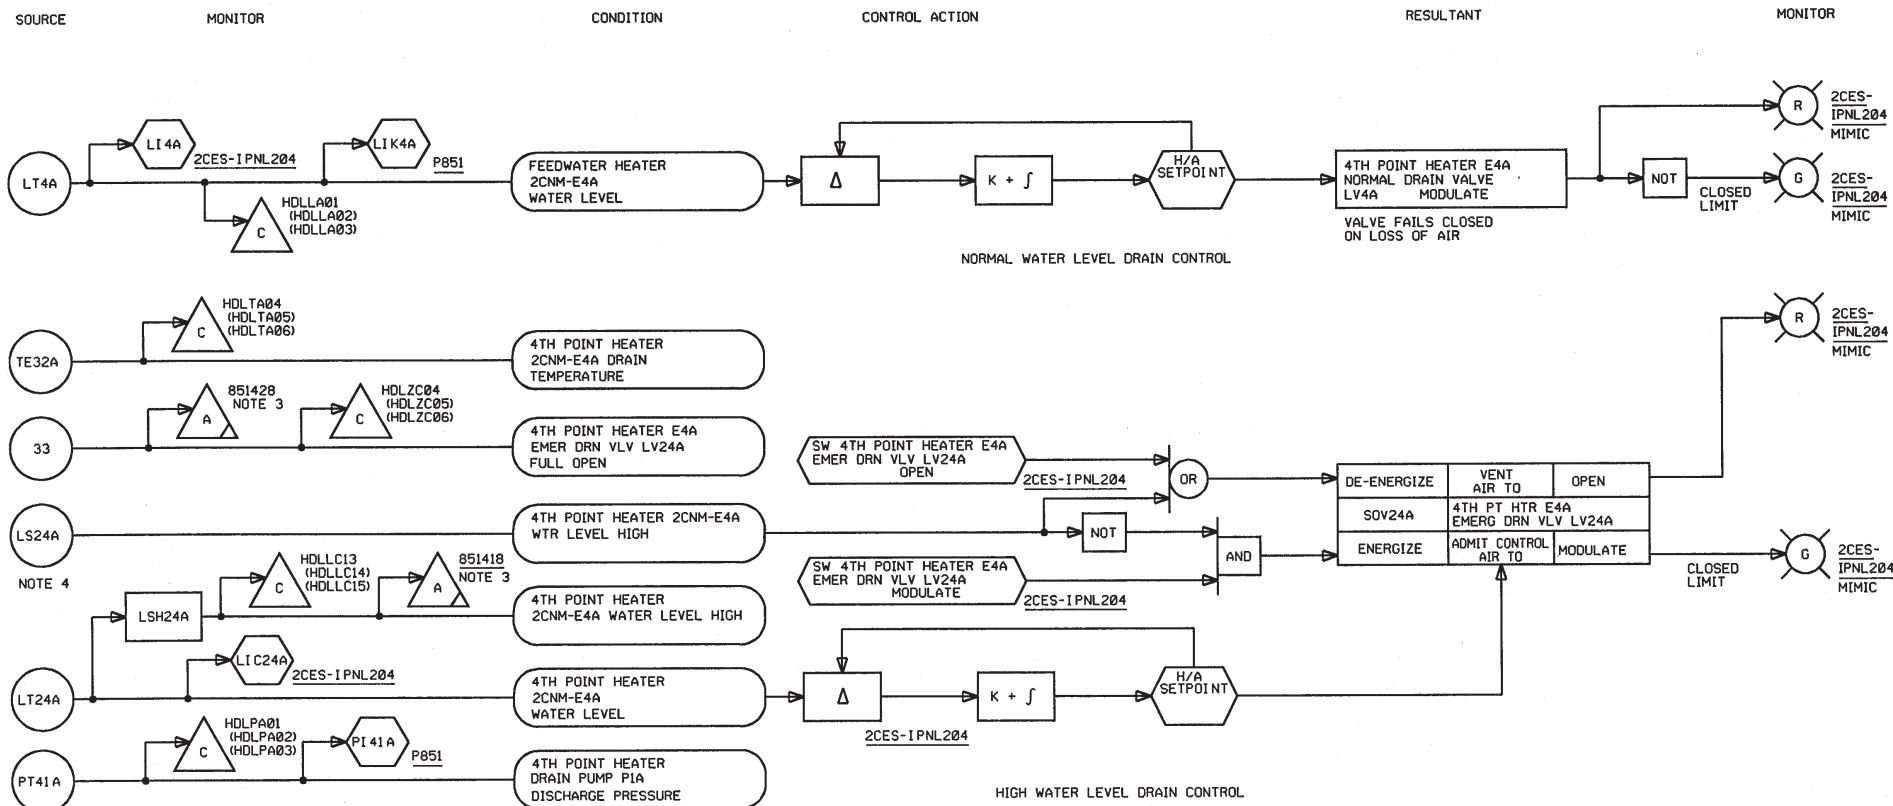 SOURCE
MONITOR
CONDITION
CONTROL ACTION
RESULTANT
MONITOR
LT4A
LI4A
2CES-IPNL204
LIK4A
P851
HDLLA01
(HDLLA02)
(HDLLA03)
C
FEEDWATER HEATER
2CNM-E4A
WATER LEVEL
Δ
K + ∫
H/A
SETPOINT
4TH POINT HEATER E4A
NORMAL DRAIN VALVE
LV4A MODULATE
VALVE FAILS CLOSED
ON LOSS OF AIR
R
2CES-
IPNL204
MIMIC
NOT
CLOSED
LIMIT
G
2CES-
IPNL204
MIMIC
NORMAL WATER LEVEL DRAIN CONTROL
TE32A
C
HDLTA04
(HDLTA05)
(HDLTA06)
4TH POINT HEATER
2CNM-E4A DRAIN
TEMPERATURE
R
2CES-
IPNL204
MIMIC
33
A
851428
NOTE 3
C
HDLZC04
(HDLZC05)
(HDLZC06)
4TH POINT HEATER E4A
EMER DRN VLV LV24A
FULL OPEN
SW 4TH POINT HEATER E4A
EMER DRN VLV LV24A
OPEN
2CES-IPNL204
OR
LS24A
NOTE 4
4TH POINT HEATER 2CNM-E4A
WTR LEVEL HIGH
NOT
AND
SW 4TH POINT HEATER E4A
EMER DRN VLV LV24A
MODULATE
2CES-IPNL204
DE-ENERGIZE
VENT
AIR TO
OPEN
SOV24A
4TH PT HTR E4A
EMERG DRN VLV LV24A
ENERGIZE
ADMIT CONTROL
AIR TO
MODULATE
CLOSED
LIMIT
G
2CES-
IPNL204
MIMIC
LSH24A
C
HDLLC13
(HDLLC14)
(HDLLC15)
A
851418
NOTE 3
4TH POINT HEATER
2CNM-E4A WATER LEVEL HIGH
LT24A
LIC24A
2CES-IPNL204
4TH POINT HEATER
2CNM-E4A
WATER LEVEL
Δ
2CES-IPNL204
K + ∫
H/A
SETPOINT
PT41A
C
HDLPA01
(HDLPA02)
(HDLPA03)
PI41A
P851
4TH POINT HEATER
DRAIN PUMP P1A
DISCHARGE PRESSURE
HIGH WATER LEVEL DRAIN CONTROL